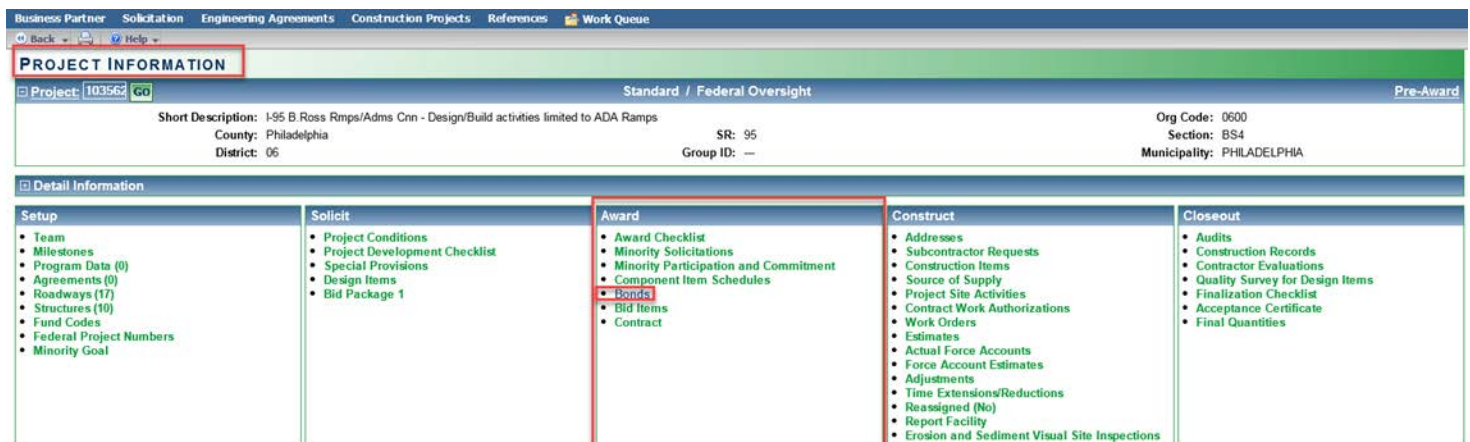 Business Partner Solicitation Engineering Agreements Construction Projects References Work Queue
Back Help
PROJECT INFORMATION
Project: 103562 GO Standard / Federal Oversight Pre-Award
Short Description: I-95 B.Ross Rmps/Adms Cnn - Design/Build activities limited to ADA Ramps Org Code: 0600
County: Philadelphia SR: 95 Section: BS4
District: 06 Group ID: — Municipality: PHILADELPHIA
Detail Information
Setup
• Team
• Milestones
• Program Data (0)
• Agreements (0)
• Roadways (17)
• Structures (10)
• Fund Codes
• Federal Project Numbers
• Minority Goal
Solicit
• Project Conditions
• Project Development Checklist
• Special Provisions
• Design Items
• Bid Package 1
Award
• Award Checklist
• Minority Solicitations
• Minority Participation and Commitment
• Component Item Schedules
• Bonds
• Bid Items
• Contract
Construct
• Addresses
• Subcontractor Requests
• Construction Items
• Source of Supply
• Project Site Activities
• Contract Work Authorizations
• Work Orders
• Estimates
• Actual Force Accounts
• Force Account Estimates
• Adjustments
• Time Extensions/Reductions
• Reassigned (No)
• Report Facility
• Erosion and Sediment Visual Site Inspections
Closeout
• Audits
• Construction Records
• Contractor Evaluations
• Quality Survey for Design Items
• Finalization Checklist
• Acceptance Certificate
• Final Quantities